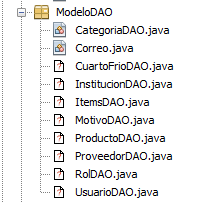 ModeloDAO
CategoriaDAO.java
Correo.java
CuartoFrioDAO.java
InstitucionDAO.java
ItemsDAO.java
MotivoDAO.java
ProductoDAO.java
ProveedorDAO.java
RolDAO.java
UsuarioDAO.java